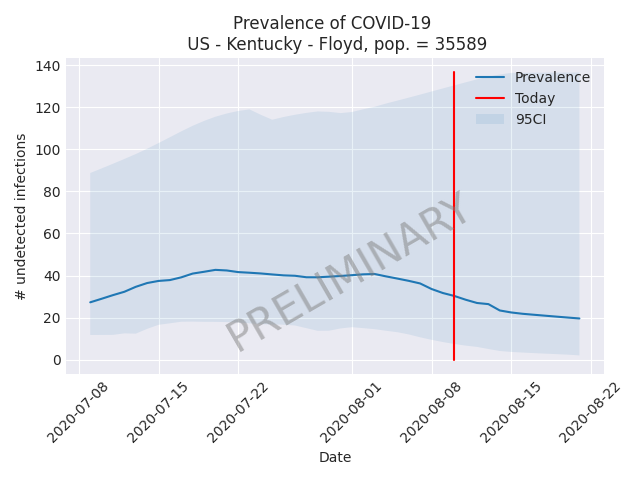 Prevalence of COVID-19
US - Kentucky - Floyd, pop. = 35589
140
120
100
80
60
40
20
0
# undetected infections
Prevalence
Today
95CI
PRELIMINARY
2020-07-08
2020-07-15
2020-07-22
2020-08-01
2020-08-08
2020-08-15
2020-08-22
Date